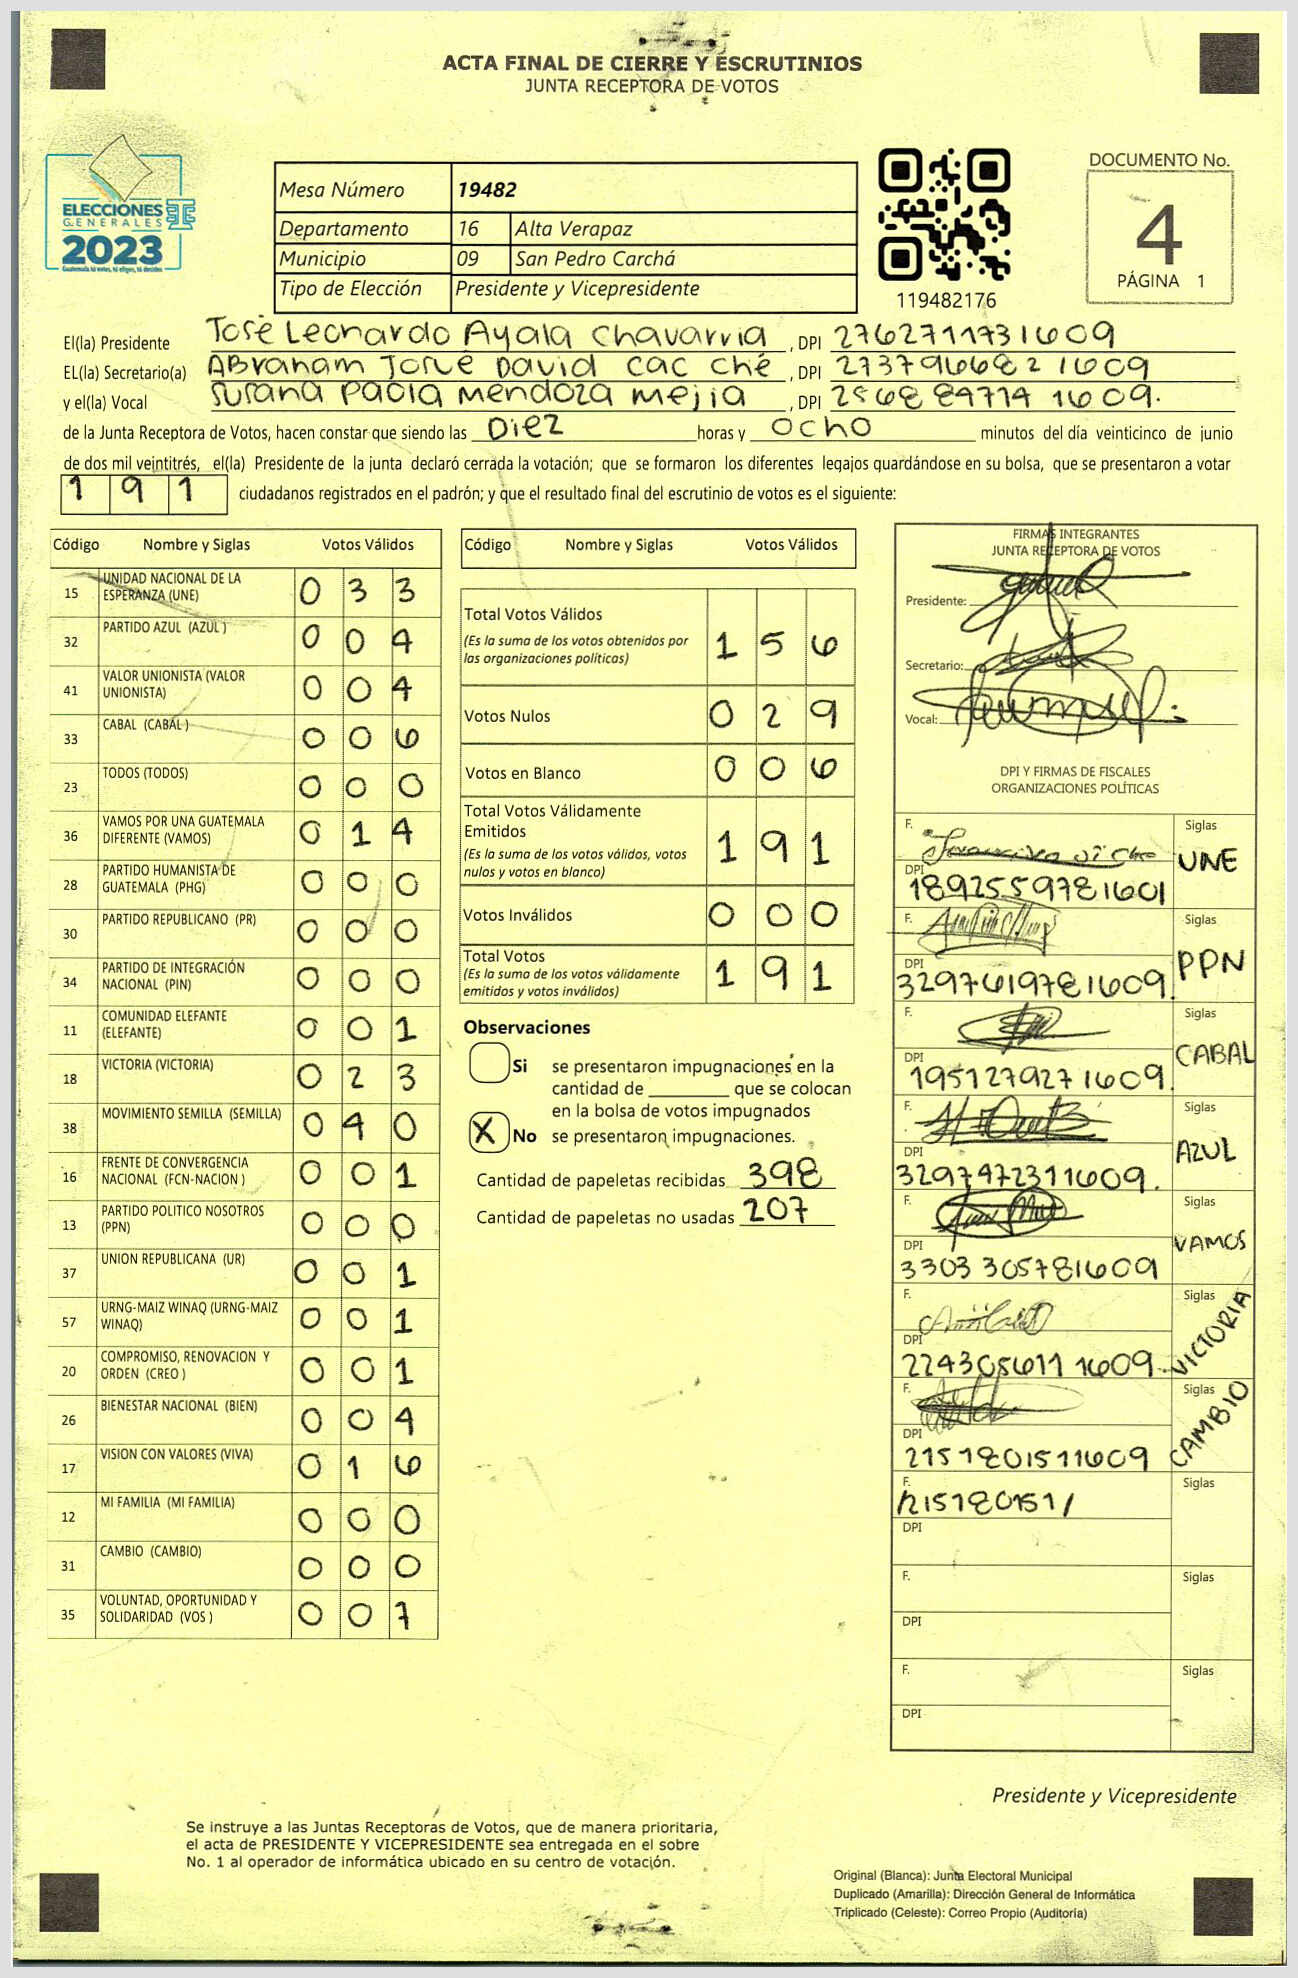 ACTA FINAL DE CIERRE Y ESCRUTINIOS
JUNTA RECEPTORA DE VOTOS
ELECCIONES
GENERALES
2023
Guatemala tú votas, tú eliges, tú decides
Mesa Número 19482
Departamento 16 Alta Verapaz
Municipio 09 San Pedro Carchá
Tipo de Elección Presidente y Vicepresidente
119482176
DOCUMENTO No.
4
PÁGINA 1
El(la) Presidente José Leonardo Ayala Chavarria , DPI 2762711731609
EL(la) Secretario(a) Abraham Josué David Cac Ché , DPI 2737966821609
y el(la) Vocal Susana Paola Mendoza Mejia , DPI 2568897741609.
de la Junta Receptora de Votos, hacen constar que siendo las Diez horas y ocho minutos del día veinticinco de junio
de dos mil veintitrés, el(la) Presidente de la junta declaró cerrada la votación; que se formaron los diferentes legajos guardándose en su bolsa, que se presentaron a votar
1 9 1 ciudadanos registrados en el padrón; y que el resultado final del escrutinio de votos es el siguiente:
Código Nombre y Siglas Votos Válidos
15 UNIDAD NACIONAL DE LA ESPERANZA (UNE) 0 3 3
32 PARTIDO AZUL (AZUL ) 0 0 4
41 VALOR UNIONISTA (VALOR UNIONISTA) 0 0 4
33 CABAL (CABAL ) 0 0 6
23 TODOS (TODOS) 0 0 0
36 VAMOS POR UNA GUATEMALA DIFERENTE (VAMOS) 0 1 4
28 PARTIDO HUMANISTA DE GUATEMALA (PHG) 0 0 0
30 PARTIDO REPUBLICANO (PR) 0 0 0
34 PARTIDO DE INTEGRACIÓN NACIONAL (PIN) 0 0 0
11 COMUNIDAD ELEFANTE (ELEFANTE) 0 0 1
18 VICTORIA (VICTORIA) 0 2 3
38 MOVIMIENTO SEMILLA (SEMILLA) 0 4 0
16 FRENTE DE CONVERGENCIA NACIONAL (FCN-NACION ) 0 0 1
13 PARTIDO POLITICO NOSOTROS (PPN) 0 0 0
37 UNION REPUBLICANA (UR) 0 0 1
57 URNG-MAIZ WINAQ (URNG-MAIZ WINAQ) 0 0 1
20 COMPROMISO, RENOVACION Y ORDEN (CREO ) 0 0 1
26 BIENESTAR NACIONAL (BIEN) 0 0 4
17 VISION CON VALORES (VIVA) 0 1 6
12 MI FAMILIA (MI FAMILIA) 0 0 0
31 CAMBIO (CAMBIO) 0 0 0
35 VOLUNTAD, OPORTUNIDAD Y SOLIDARIDAD (VOS ) 0 0 7
Código Nombre y Siglas Votos Válidos
Total Votos Válidos
(Es la suma de los votos obtenidos por las organizaciones políticas) 1 5 6
Votos Nulos 0 2 9
Votos en Blanco 0 0 6
Total Votos Válidamente Emitidos
(Es la suma de los votos válidos, votos nulos y votos en blanco) 1 9 1
Votos Inválidos 0 0 0
Total Votos
(Es la suma de los votos válidamente emitidos y votos inválidos) 1 9 1
Observaciones
Si se presentaron impugnaciones en la
cantidad de ________ que se colocan
en la bolsa de votos impugnados
X No se presentaron impugnaciones.
Cantidad de papeletas recibidas 398
Cantidad de papeletas no usadas 207
FIRMAS INTEGRANTES
JUNTA RECEPTORA DE VOTOS
Presidente:
Secretario:
Vocal:
DPI Y FIRMAS DE FISCALES
ORGANIZACIONES POLÍTICAS
F. Siglas UNE
DPI 1892559781601
F. Siglas PPN
DPI 3297619781609.
F. Siglas CABAL
DPI 1951279271609.
F. Siglas AZUL
DPI 3297472311609.
F. Siglas VAMOS
DPI 3303305781609
F. Siglas VICTORIA
DPI 2243056111609.
F. Siglas CAMBIO
DPI 2151801511609
F. /215180151/ Siglas
DPI
F. Siglas
DPI
F. Siglas
DPI
Presidente y Vicepresidente
Se instruye a las Juntas Receptoras de Votos, que de manera prioritaria,
el acta de PRESIDENTE Y VICEPRESIDENTE sea entregada en el sobre
No. 1 al operador de informática ubicado en su centro de votación.
Original (Blanca): Junta Electoral Municipal
Duplicado (Amarilla): Dirección General de Informática
Triplicado (Celeste): Correo Propio (Auditoría)